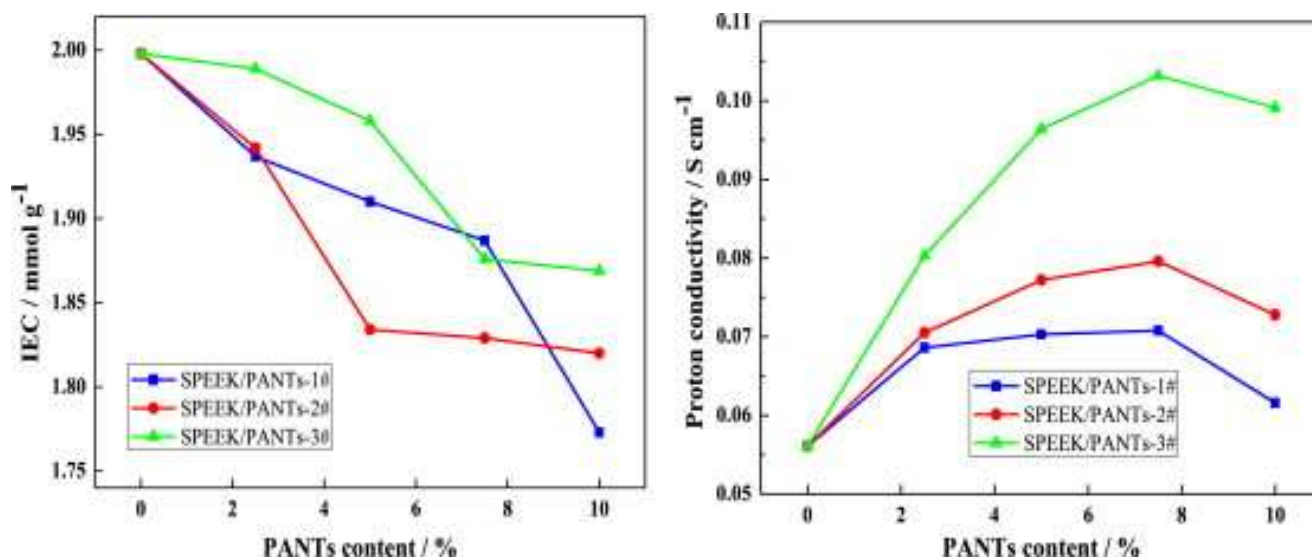 IEC / mmol g⁻¹
2.00
1.95
1.90
1.85
1.80
1.75
SPEEK/PANTs-1#
SPEEK/PANTs-2#
SPEEK/PANTs-3#
0 2 4 6 8 10
PANTs content / %
Proton conductivity / S cm⁻¹
0.11
0.10
0.09
0.08
0.07
0.06
0.05
SPEEK/PANTs-1#
SPEEK/PANTs-2#
SPEEK/PANTs-3#
0 2 4 6 8 10
PANTs content / %